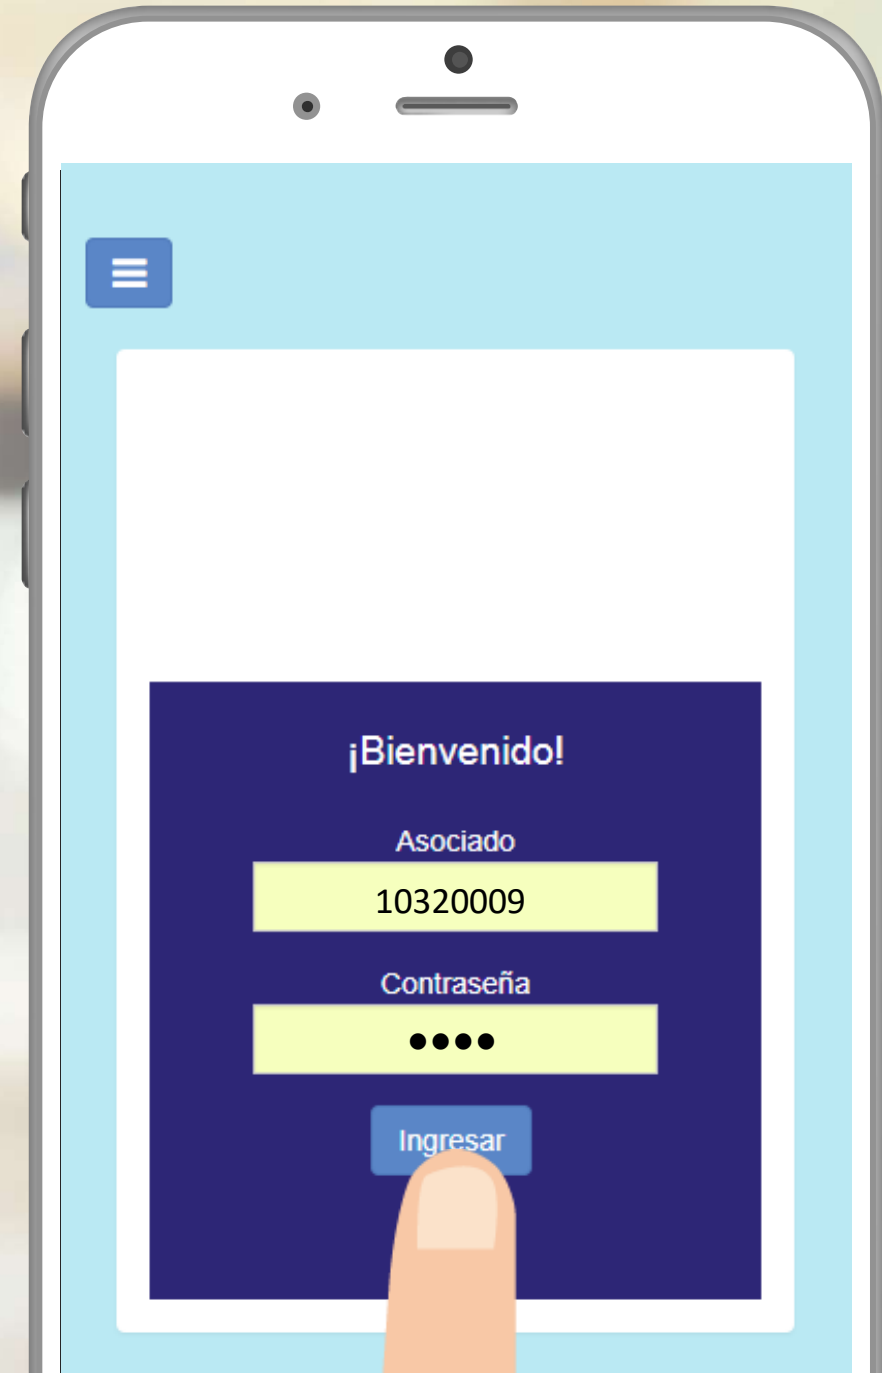 ¡Bienvenido!
Asociado
10320009
Contraseña
••••
Ingresar